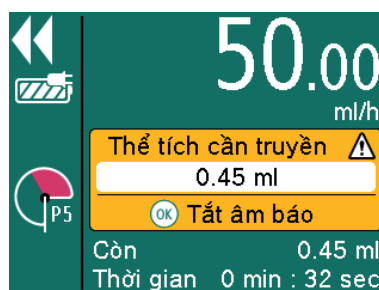 50.00
ml/h
Thể tích cần truyền
0.45 ml
OK Tắt âm báo
P5
Còn 0.45 ml
Thời gian 0 min : 32 sec